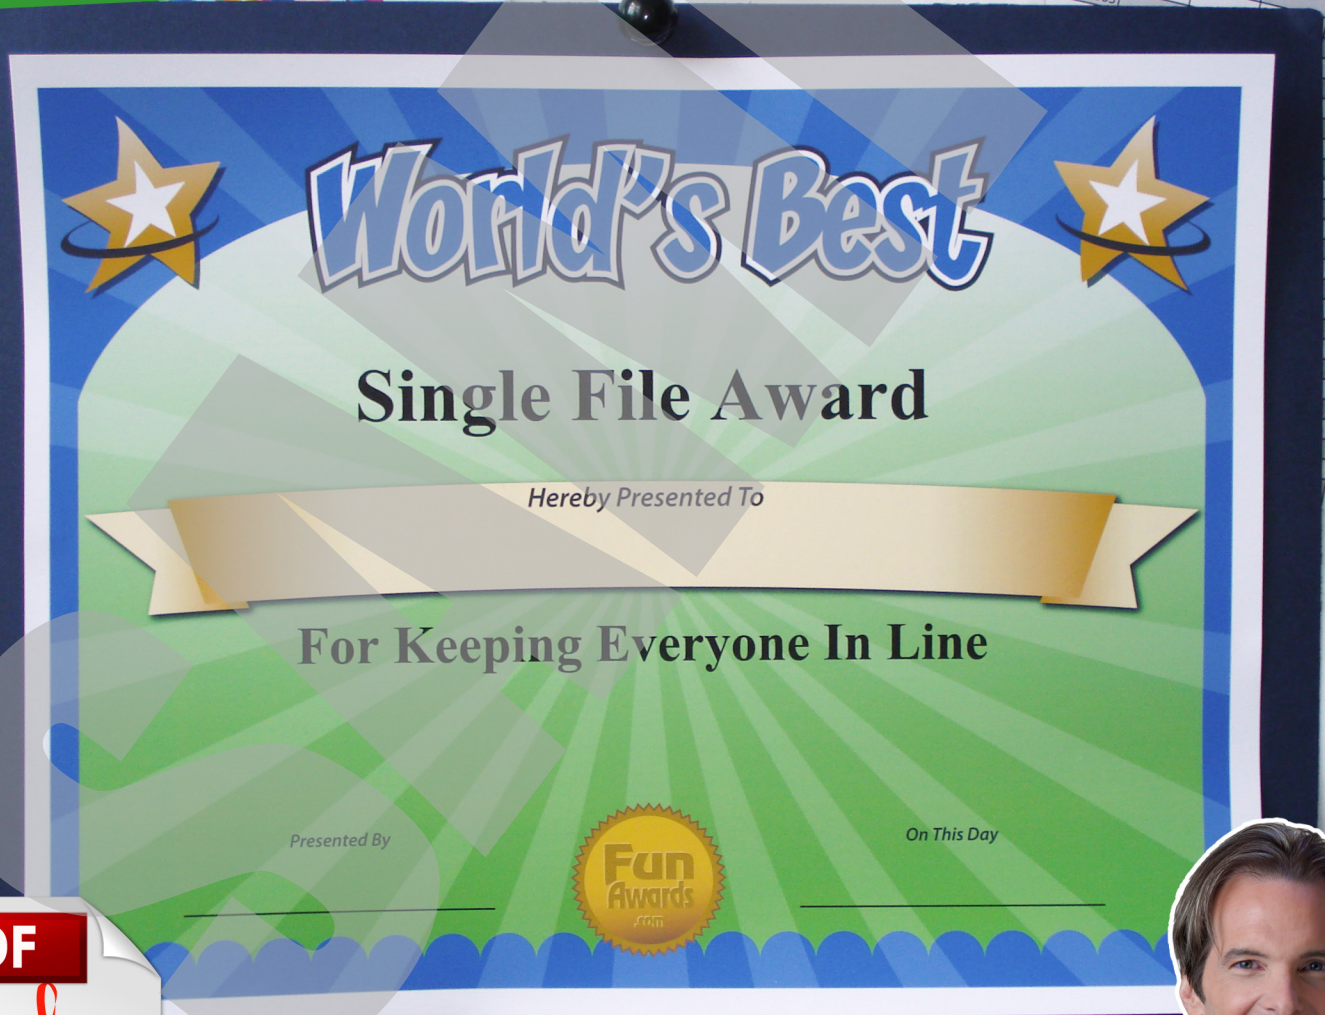 World's Best
Single File Award
Hereby Presented To
For Keeping Everyone In Line
Presented By
On This Day
Fun
Awards
.com